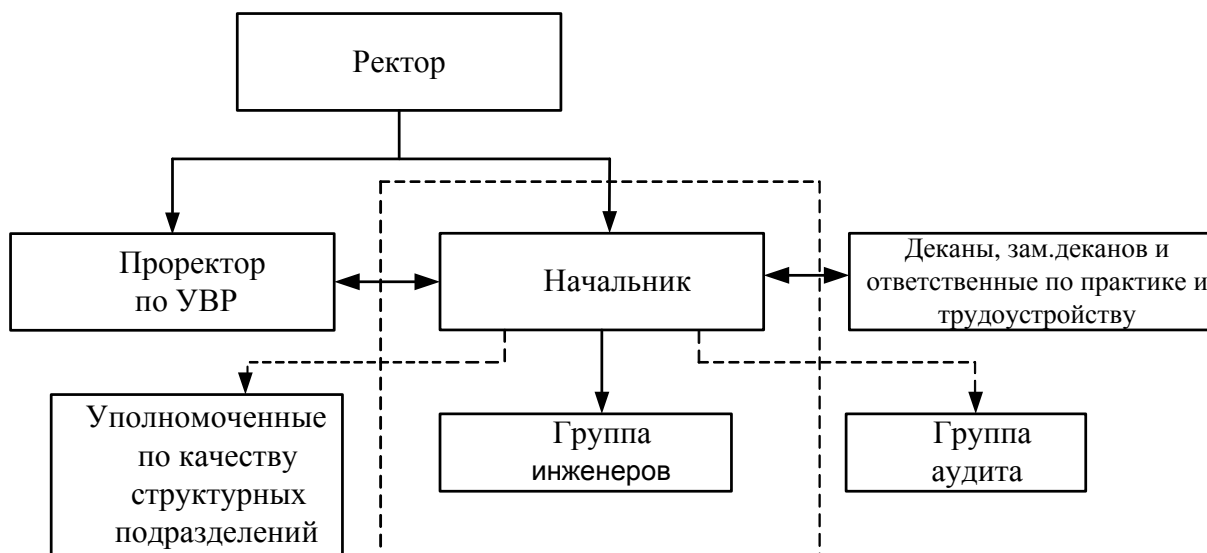 Ректор
Проректор
по УВР
Начальник
Деканы, зам.деканов и
ответственные по практике и
трудоустройству
Уполномоченные
по качеству
структурных
подразделений
Группа
инженеров
Группа
аудита